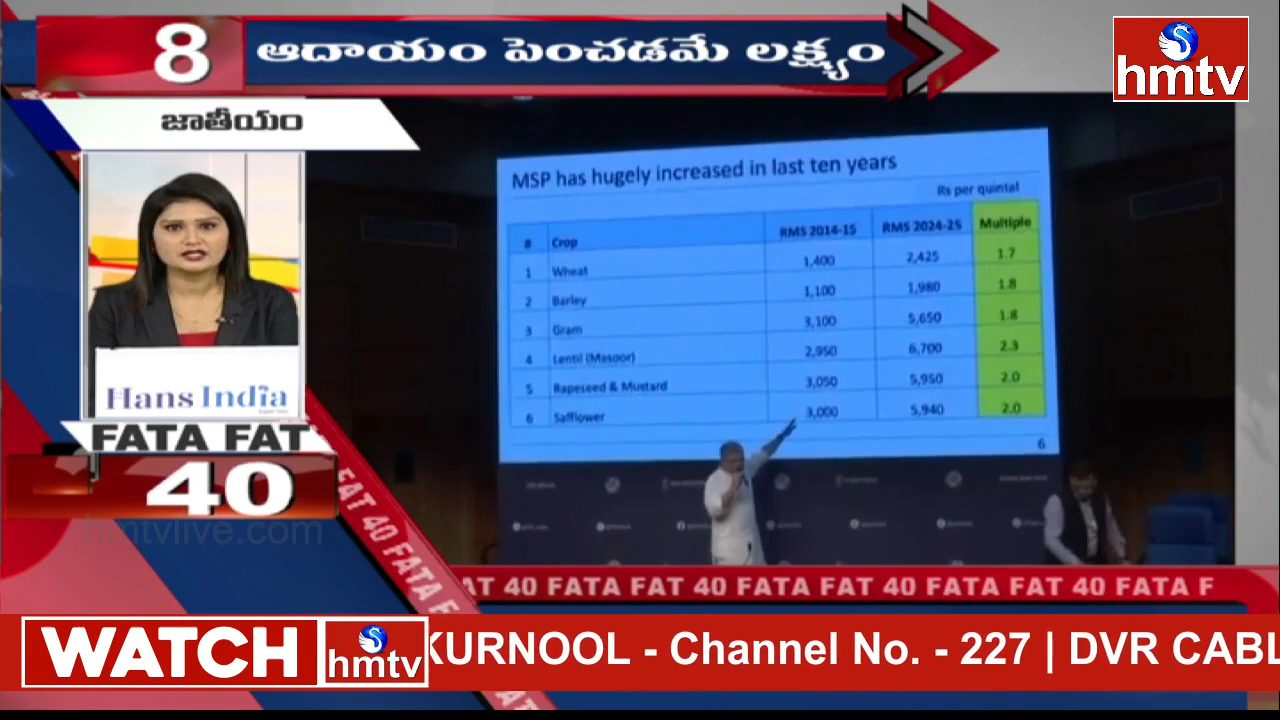 8
ఆదాయం పెంచడమే లక్ష్యం
hmtv
జాతీయం
MSP has hugely increased in last ten years
Rs per quintal
# Crop RMS 2014-15 RMS 2024-25 Multiple
1 Wheat 1,400 2,425 1.7
2 Barley 1,100 1,980 1.8
3 Gram 3,100 5,650 1.8
4 Lentil (Masoor) 2,950 6,700 2.3
5 Rapeseed & Mustard 3,050 5,950 2.0
6 Safflower 3,000 5,940 2.0
6
Hans India
FATA FAT
40
hmtvlive.com
FAT 40 FATA F
AT 40 FATA FAT 40 FATA FAT 40 FATA FAT 40 FATA F
WATCH hmtv KURNOOL - Channel No. - 227 | DVR CABL